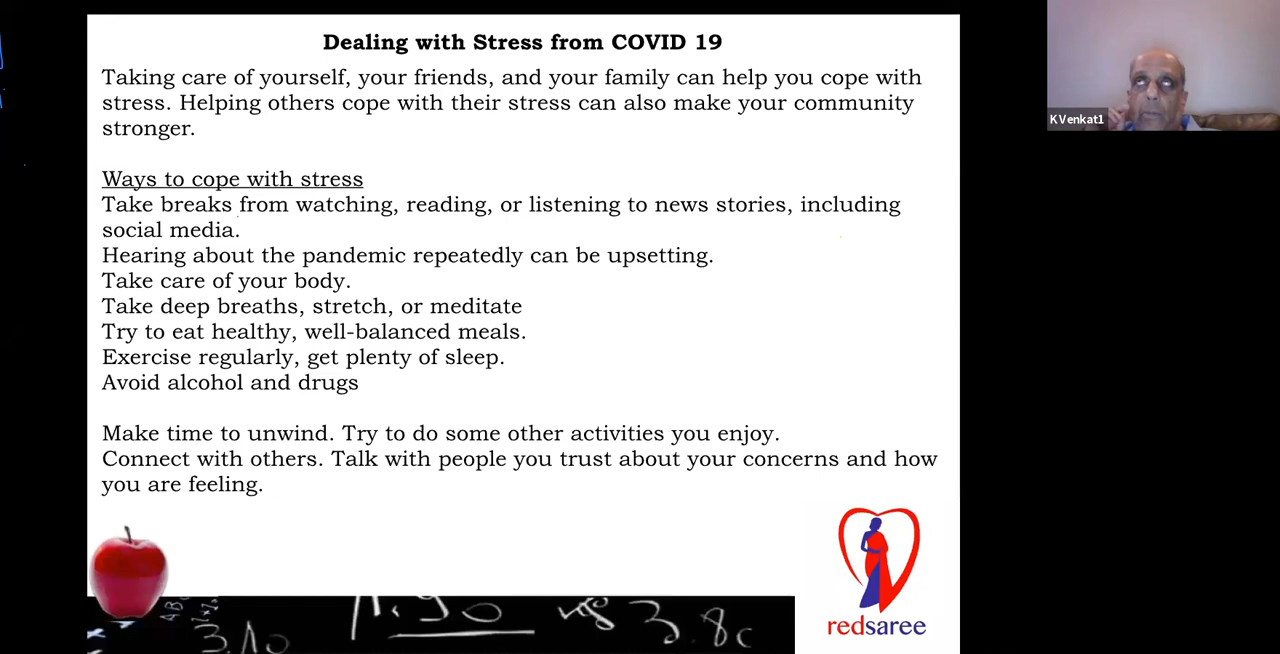 Dealing with Stress from COVID 19
Taking care of yourself, your friends, and your family can help you cope with
stress. Helping others cope with their stress can also make your community
stronger.
Ways to cope with stress
Take breaks from watching, reading, or listening to news stories, including
social media.
Hearing about the pandemic repeatedly can be upsetting.
Take care of your body.
Take deep breaths, stretch, or meditate
Try to eat healthy, well-balanced meals.
Exercise regularly, get plenty of sleep.
Avoid alcohol and drugs
Make time to unwind. Try to do some other activities you enjoy.
Connect with others. Talk with people you trust about your concerns and how
you are feeling.
redsaree
KVenkat1